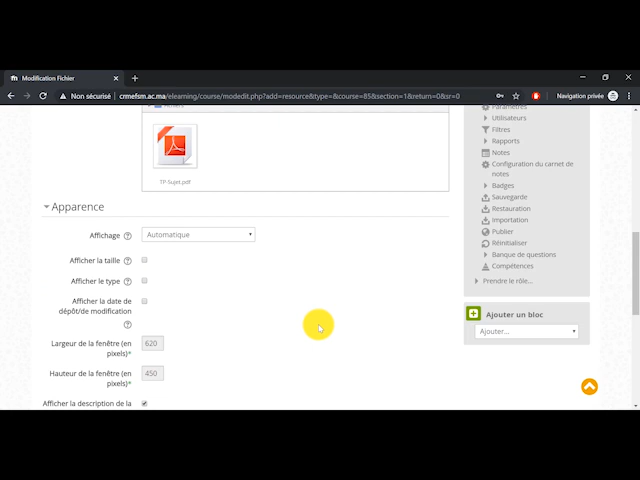 Modification Fichier
Non sécurisé
crmefsm.ac.ma/elearning/course/modedit.php?add=resource&type=&course=85&section=1&return=0&sr=0
Navigation privée
TP-Sujet.pdf
Apparence
Affichage
Automatique
Afficher la taille
Afficher le type
Afficher la date de
dépôt/de modification
Largeur de la fenêtre (en
pixels)*
620
Hauteur de la fenêtre (en
pixels)*
450
Afficher la description de la
Paramètres
Utilisateurs
Filtres
Rapports
Notes
Configuration du carnet de
notes
Badges
Sauvegarde
Restauration
Importation
Publier
Réinitialiser
Banque de questions
Compétences
Prendre le rôle...
Ajouter un bloc
Ajouter...